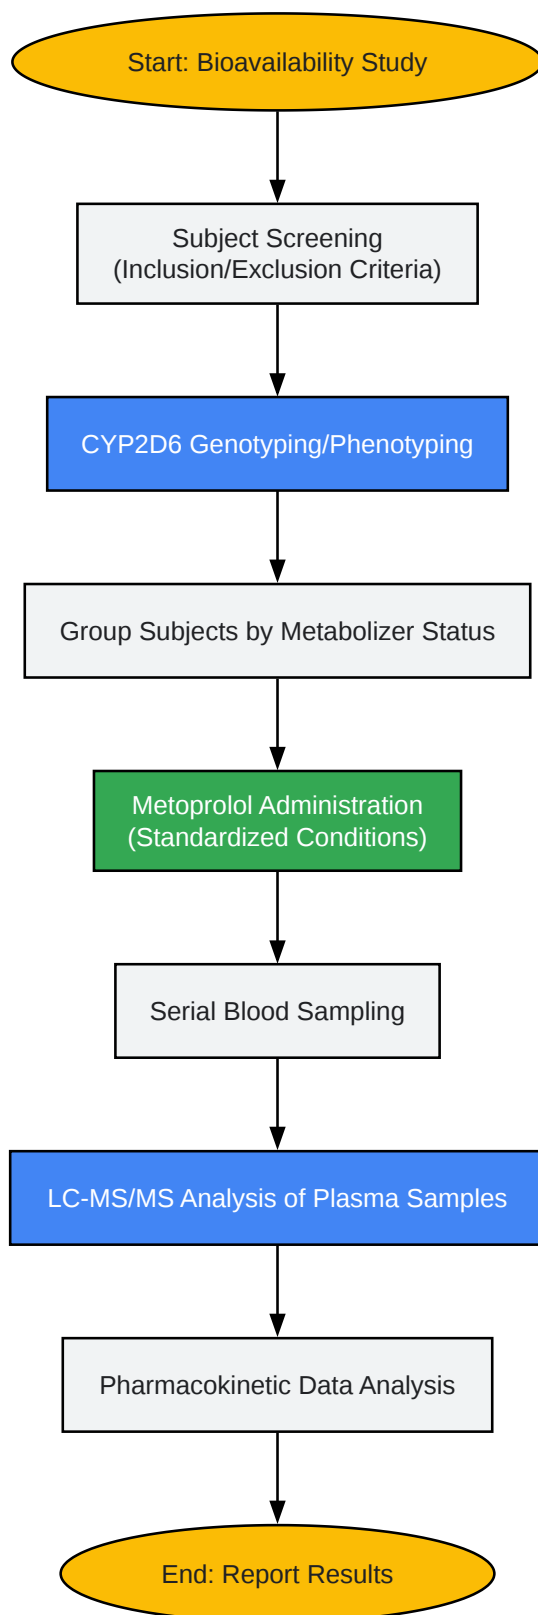 Start: Bioavailability Study
Subject Screening
(Inclusion/Exclusion Criteria)
CYP2D6 Genotyping/Phenotyping
Group Subjects by Metabolizer Status
Metoprolol Administration
(Standardized Conditions)
Serial Blood Sampling
LC-MS/MS Analysis of Plasma Samples
Pharmacokinetic Data Analysis
End: Report Results